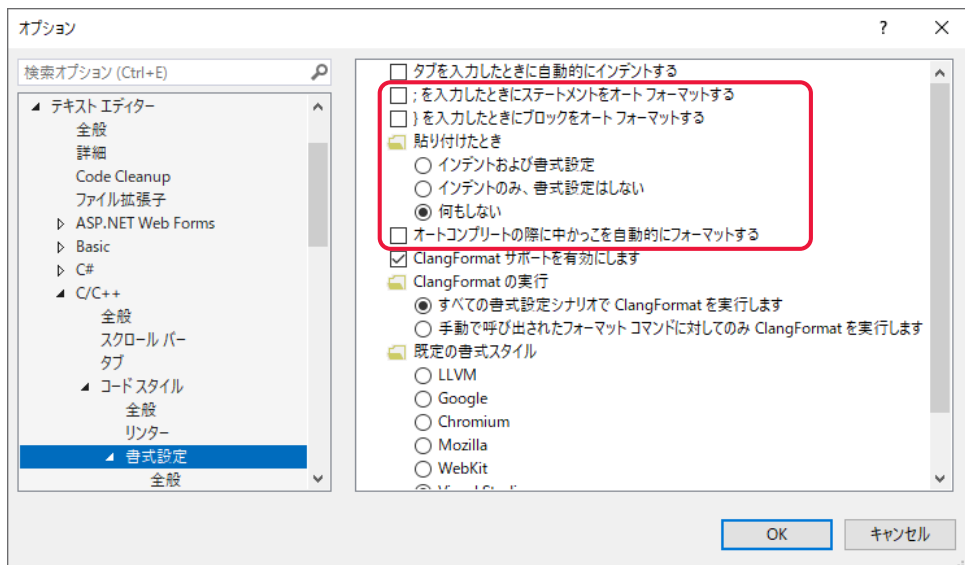 オプション
?
検索オプション (Ctrl+E)
テキスト エディター
全般
詳細
Code Cleanup
ファイル拡張子
ASP.NET Web Forms
Basic
C#
C/C++
全般
スクロール バー
タブ
コード スタイル
全般
リンター
書式設定
全般
タブを入力したときに自動的にインデントする
; を入力したときにステートメントをオート フォーマットする
} を入力したときにブロックをオート フォーマットする
貼り付けたとき
インデントおよび書式設定
インデントのみ、書式設定はしない
何もしない
オートコンプリートの際に中かっこを自動的にフォーマットする
ClangFormat サポートを有効にします
ClangFormat の実行
すべての書式設定シナリオで ClangFormat を実行します
手動で呼び出されたフォーマット コマンドに対してのみ ClangFormat を実行します
既定の書式スタイル
LLVM
Google
Chromium
Mozilla
WebKit
OK
キャンセル